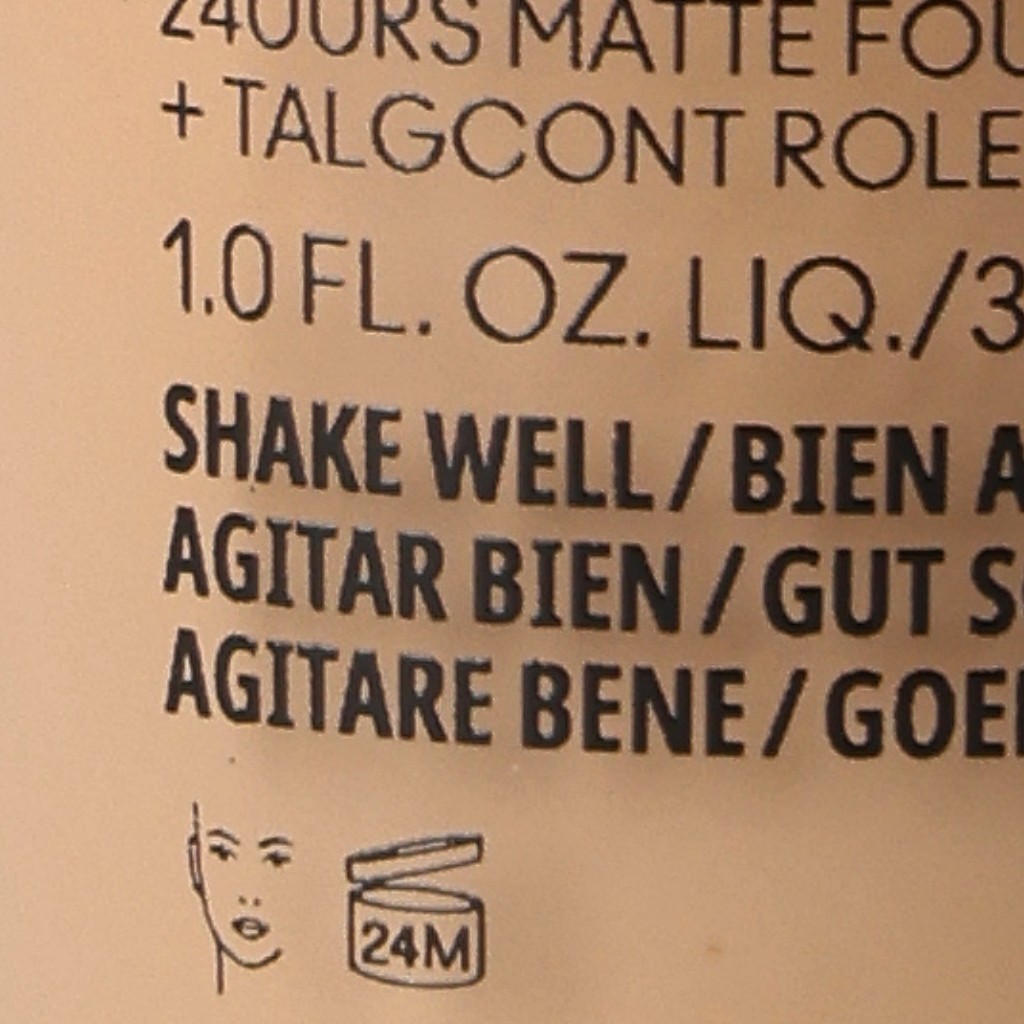 24OURS MATTE FOU
+ TALGCONT ROLE
1.0 FL. OZ. LIQ./3
SHAKE WELL/BIEN A
AGITAR BIEN/GUT S
AGITARE BENE/GOE
24M